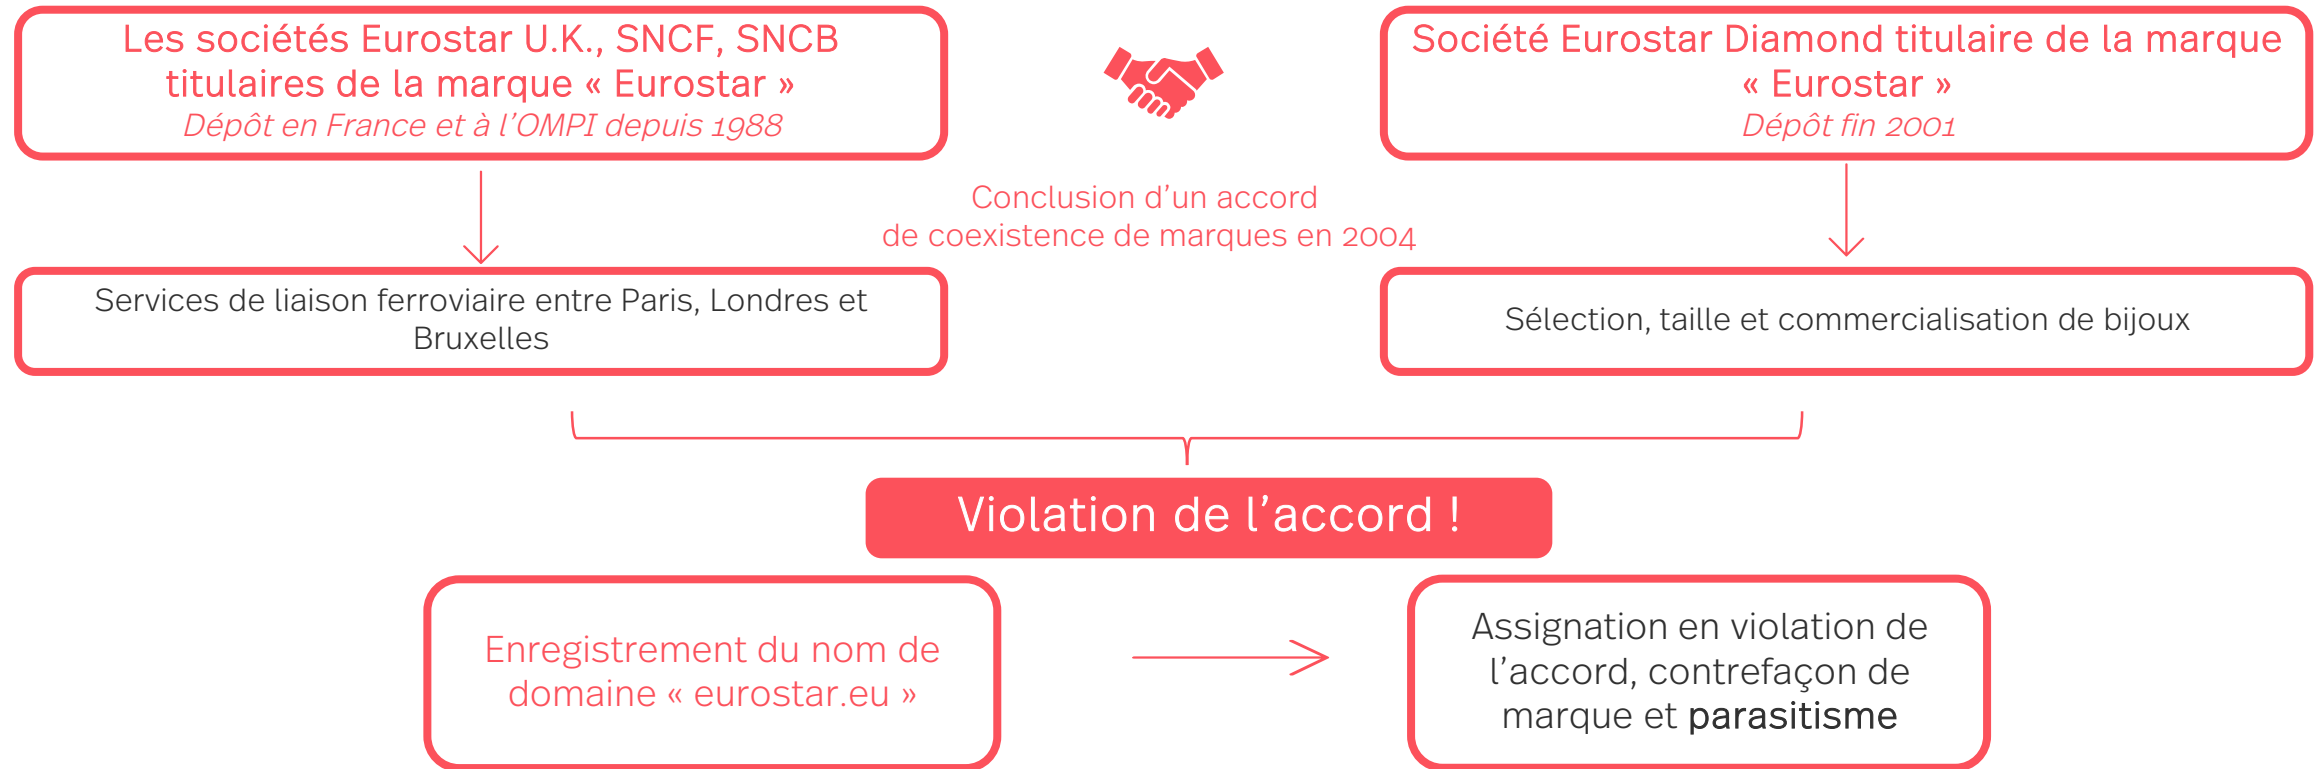 Les sociétés Eurostar U.K., SNCF, SNCB
titulaires de la marque « Eurostar »
Dépôt en France et à l’OMPI depuis 1988
Société Eurostar Diamond titulaire de la marque
« Eurostar »
Dépôt fin 2001
Conclusion d’un accord
de coexistence de marques en 2004
Services de liaison ferroviaire entre Paris, Londres et
Bruxelles
Sélection, taille et commercialisation de bijoux
Violation de l’accord !
Enregistrement du nom de
domaine « eurostar.eu »
Assignation en violation de
l’accord, contrefaçon de
marque et parasitisme